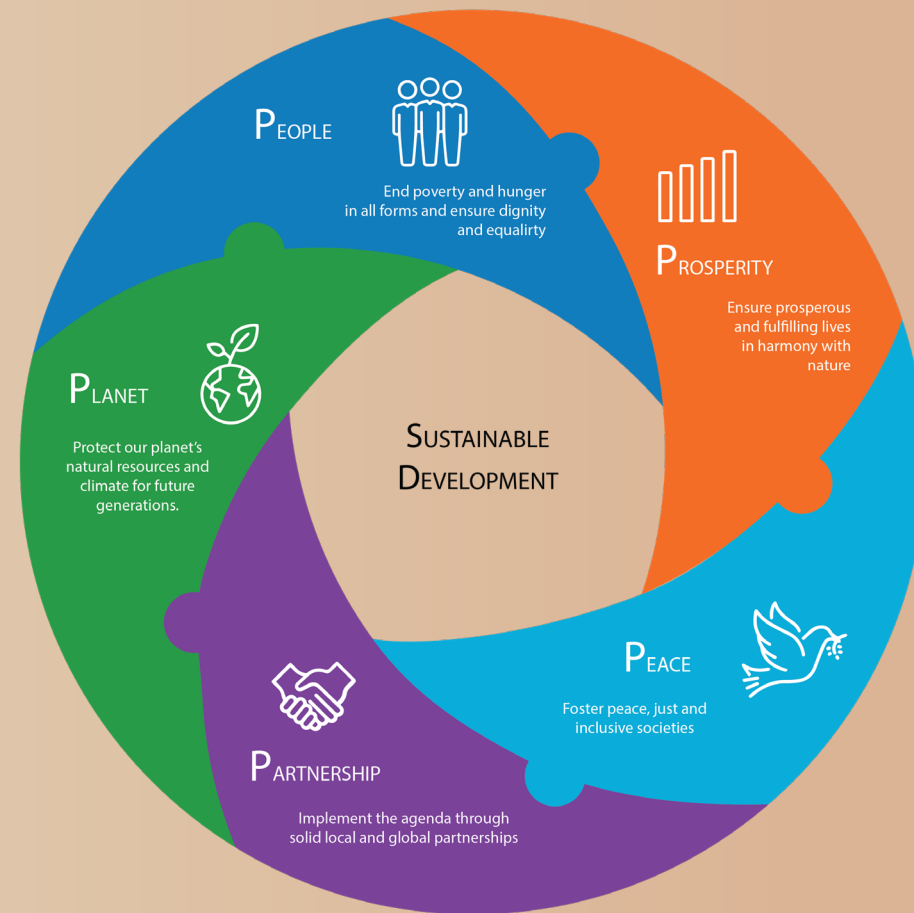 PEOPLE
End poverty and hunger
in all forms and ensure dignity
and equalirty
PROSPERITY
Ensure prosperous
and fulfilling lives
in harmony with
nature
PLANET
Protect our planet’s
natural resources and
climate for future
generations.
SUSTAINABLE
DEVELOPMENT
PEACE
Foster peace, just and
inclusive societies
PARTNERSHIP
Implement the agenda through
solid local and global partnerships